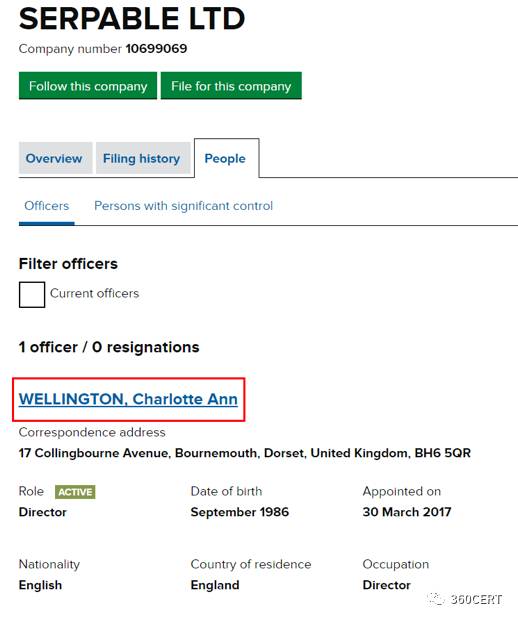 SERPABLE LTD
Company number 10699069
Follow this company File for this company
Overview Filing history People
Officers Persons with significant control
Filter officers
Current officers
1 officer / 0 resignations
WELLINGTON, Charlotte Ann
Correspondence address
17 Collingbourne Avenue, Bournemouth, Dorset, United Kingdom, BH6 5QR
Role ACTIVE Date of birth Appointed on
Director September 1986 30 March 2017
Nationality Country of residence Occupation
English England Director
360CERT